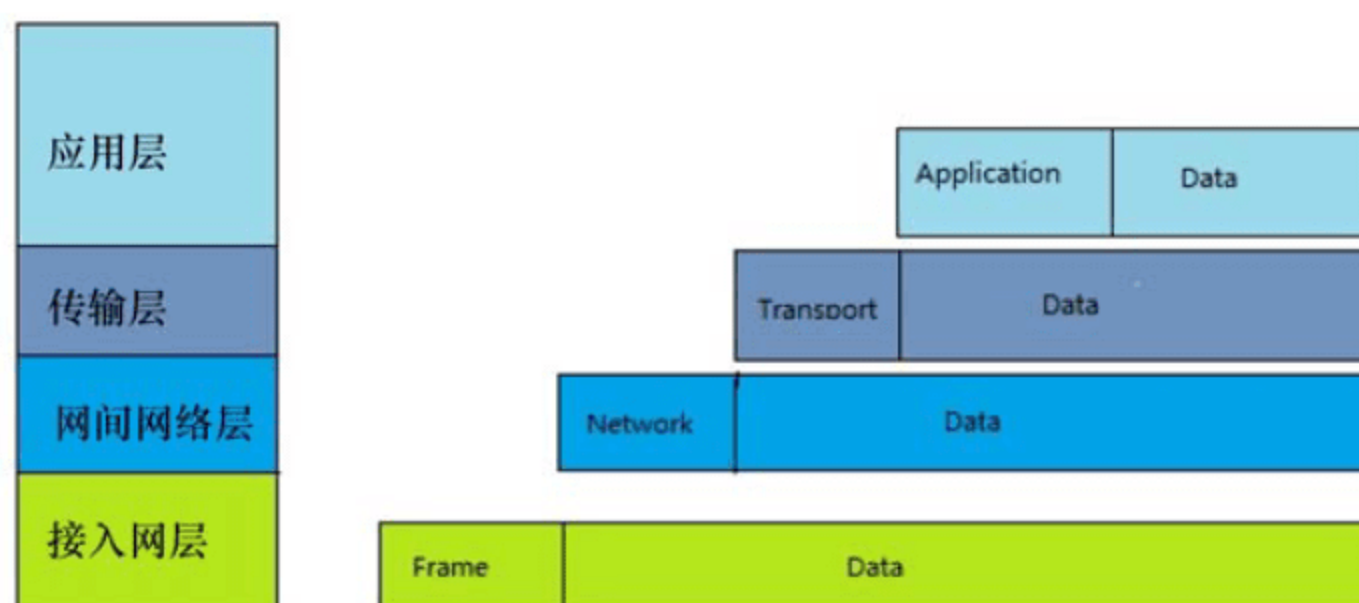 应用层
Application
Data
传输层
Transport
Data
网间网络层
Network
Data
接入网层
Frame
Data